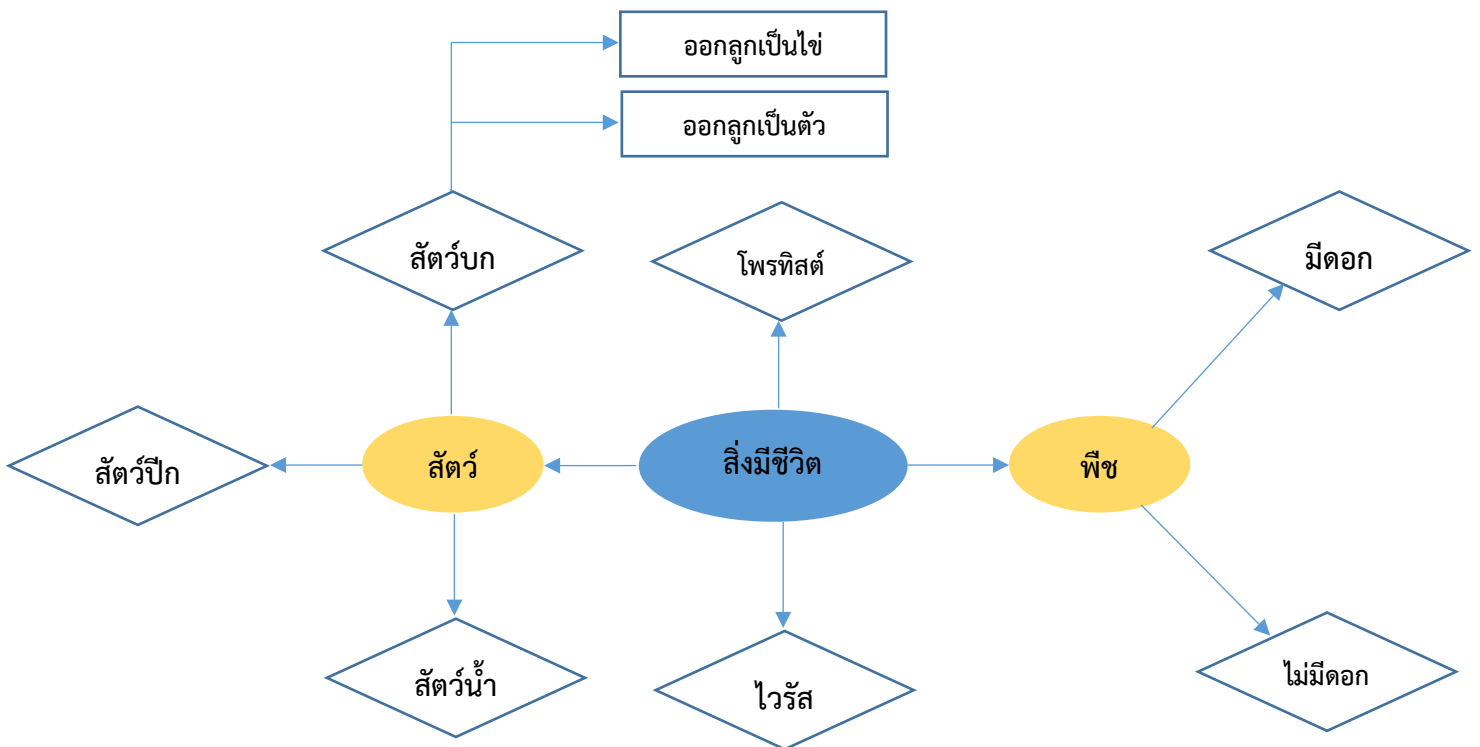 ออกลูกเป็นไข่
ออกลูกเป็นตัว
สัตว์บก
โพรทิสต์
มีดอก
สัตว์ปีก
สัตว์
สิ่งมีชีวิต
พืช
สัตว์น้ำ
ไวรัส
ไม่มีดอก